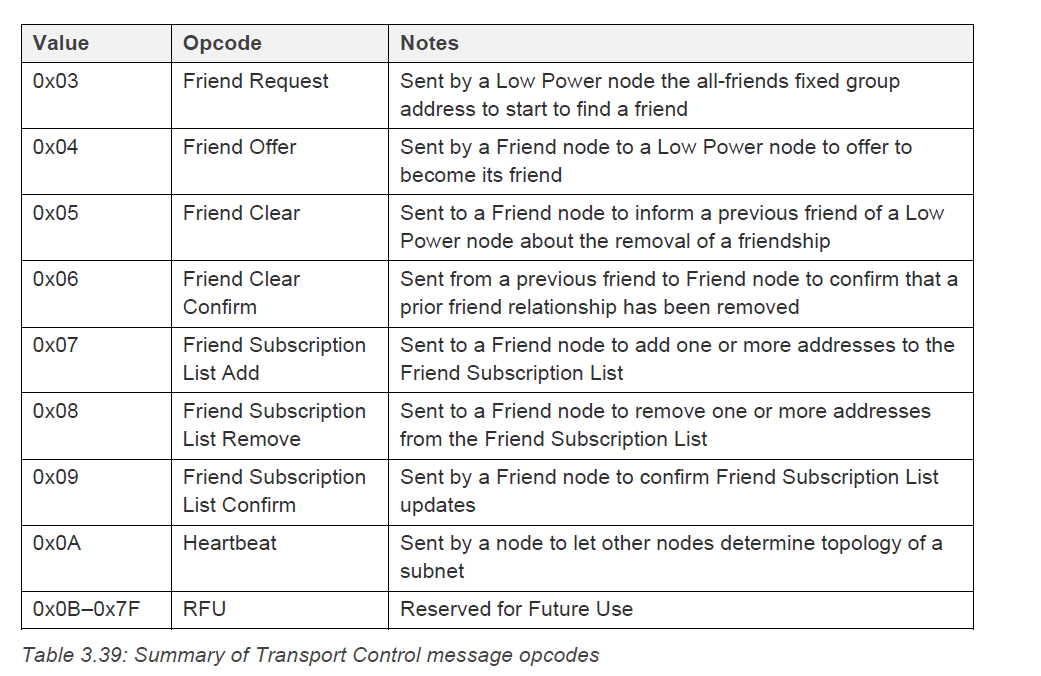 Value Opcode Notes
0x03 Friend Request Sent by a Low Power node the all-friends fixed group
address to start to find a friend
0x04 Friend Offer Sent by a Friend node to a Low Power node to offer to
become its friend
0x05 Friend Clear Sent to a Friend node to inform a previous friend of a Low
Power node about the removal of a friendship
0x06 Friend Clear Sent from a previous friend to Friend node to confirm that a
Confirm prior friend relationship has been removed
0x07 Friend Subscription Sent to a Friend node to add one or more addresses to the
List Add Friend Subscription List
0x08 Friend Subscription Sent to a Friend node to remove one or more addresses
List Remove from the Friend Subscription List
0x09 Friend Subscription Sent by a Friend node to confirm Friend Subscription List
List Confirm updates
0x0A Heartbeat Sent by a node to let other nodes determine topology of a
subnet
0x0B–0x7F RFU Reserved for Future Use
Table 3.39: Summary of Transport Control message opcodes